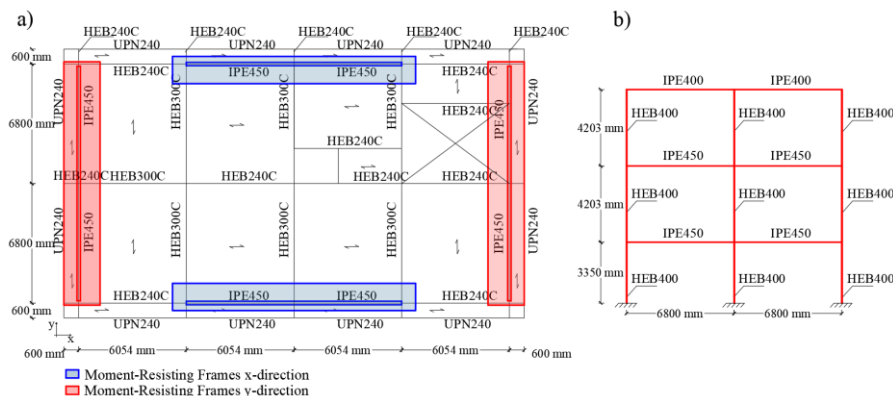 a)
HEB240C HEB240C HEB240C HEB240C HEB240C
UPN240 UPN240 UPN240 UPN240
600 mm
HEB240C IPE450 IPE450 HEB240C
UPN240 IPE450 HEB300C HEB300C HEB300C IPE450 UPN240
6800 mm
HEB240C
HEB240C
HEB240C HEB300C HEB240C HEB240C HEB240C
UPN240 IPE450 HEB300C HEB300C HEB300C IPE450 UPN240
6800 mm
HEB240C IPE450 IPE450 HEB240C
600 mm
UPN240 UPN240 UPN240 UPN240
y
x
600 mm 6054 mm 6054 mm 6054 mm 6054 mm 600 mm
Moment-Resisting Frames x-direction
Moment-Resisting Frames y-direction
b)
IPE400 IPE400
4203 mm HEB400 HEB400 HEB400
IPE450 IPE450
4203 mm HEB400 HEB400 HEB400
IPE450 IPE450
3350 mm HEB400 HEB400 HEB400
6800 mm 6800 mm